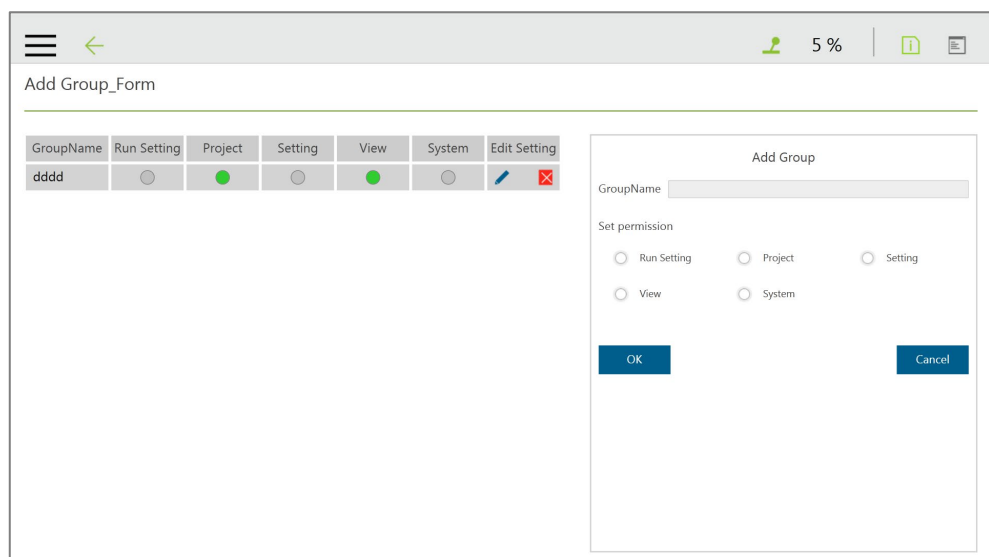 5 %
Add Group_Form
GroupName Run Setting Project Setting View System Edit Setting
dddd
Add Group
GroupName
Set permission
Run Setting Project Setting
View System
OK Cancel